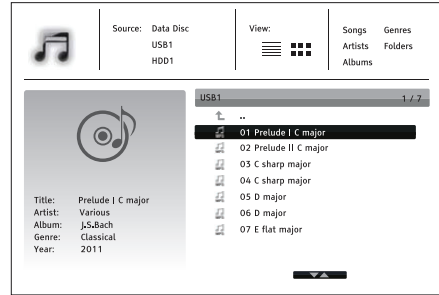 Source: Data Disc
USB1
HDD1
View:
Songs Genres
Artists Folders
Albums
USB1 1 / 7
..
01 Prelude I C major
02 Prelude II C major
03 C sharp major
04 C sharp major
05 D major
06 D major
07 E flat major
Title: Prelude I C major
Artist: Various
Album: J.S.Bach
Genre: Classical
Year: 2011